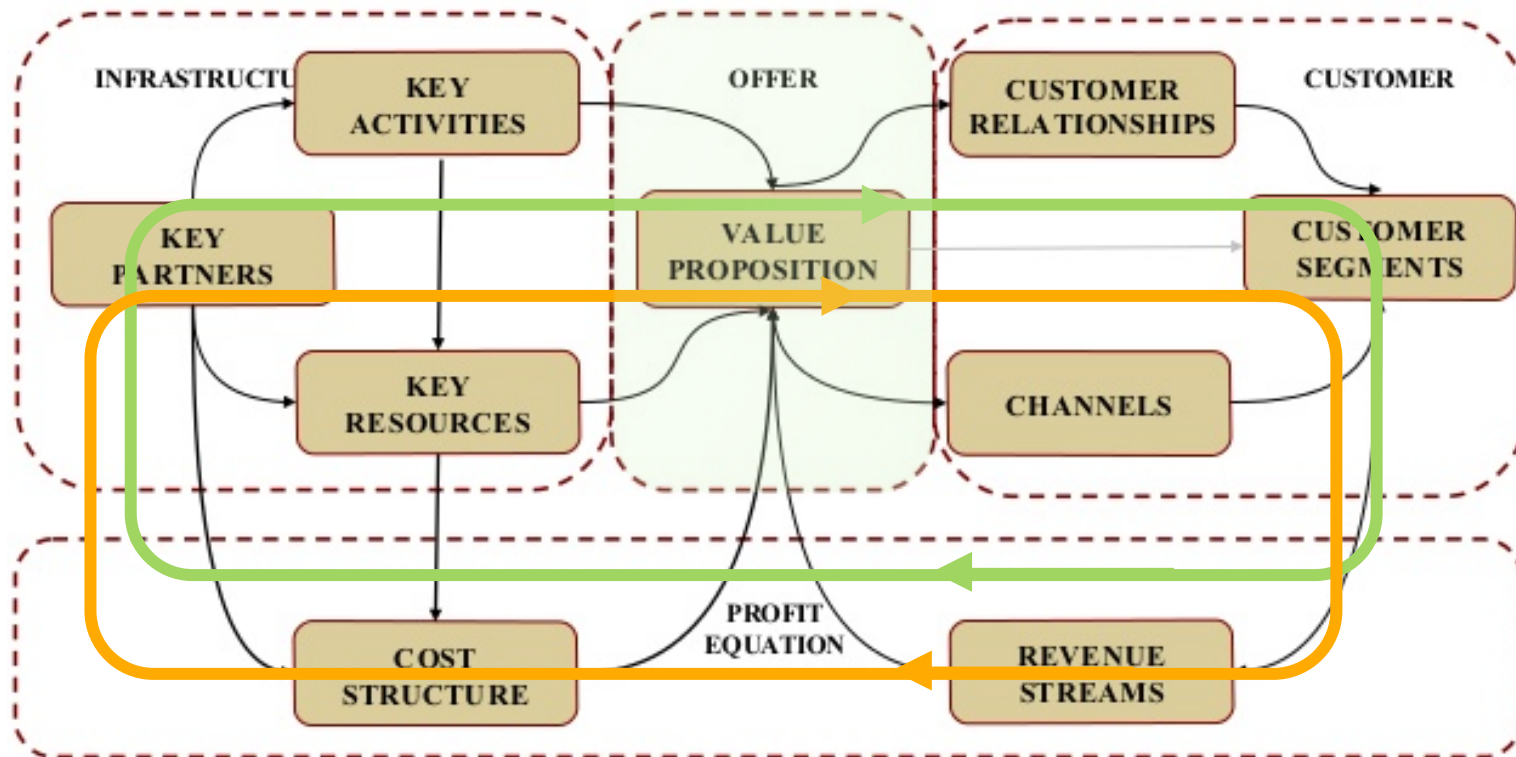 INFRASTRUCTU
KEY
ACTIVITIES
OFFER
CUSTOMER
RELATIONSHIPS
CUSTOMER
KEY
PARTNERS
VALUE
PROPOSITION
CUSTOMER
SEGMENTS
KEY
RESOURCES
CHANNELS
COST
STRUCTURE
PROFIT
EQUATION
REVENUE
STREAMS